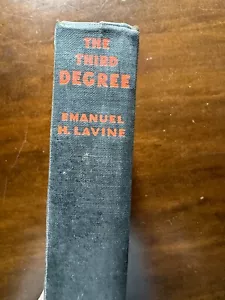 THE
THIRD
DEGREE
EMANUEL
H. LAVINE